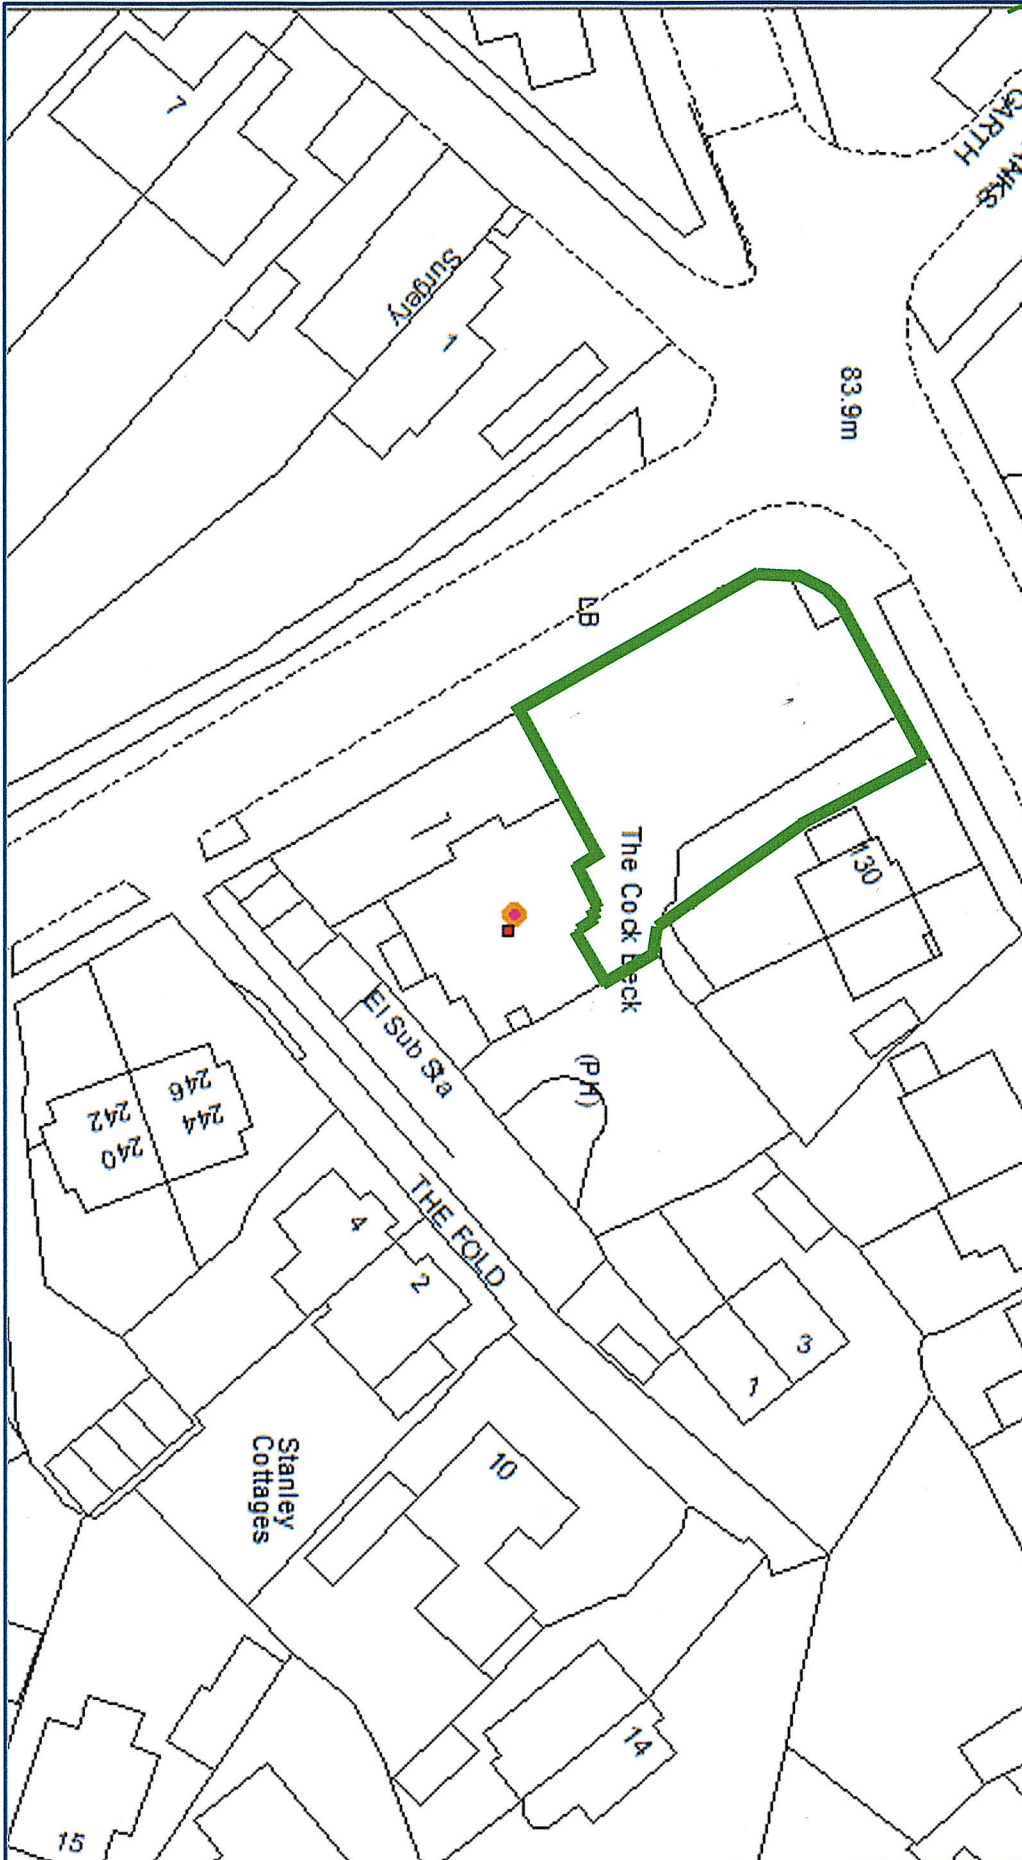 GARTH
7
Surgery
1
83.9m
LB
The Cock Beck
(PH)
130
El Sub Sta
246
244
242
240
THE FOLD
4
2
3
1
10
Stanley
Cottages
14
15